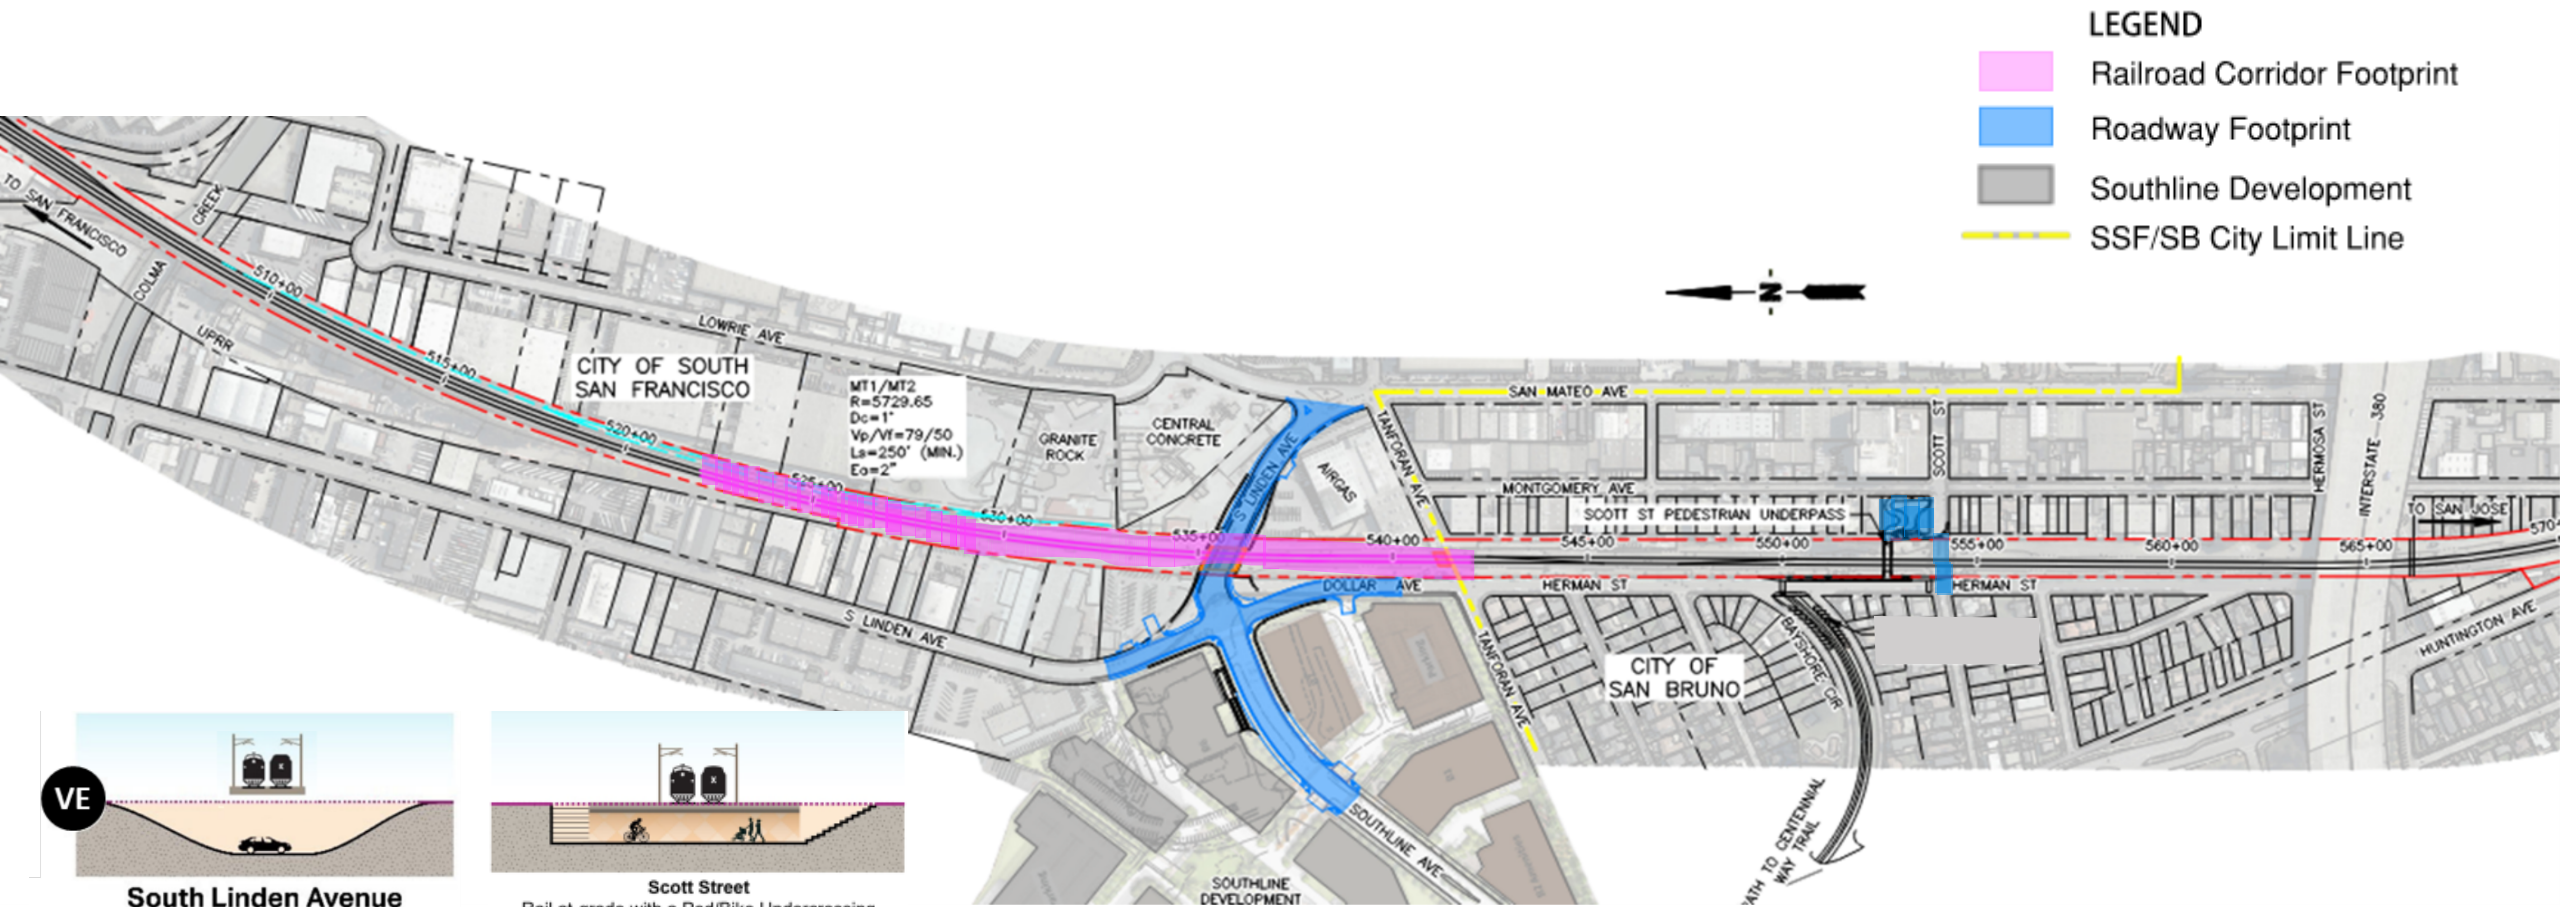 LEGEND
Railroad Corridor Footprint
Roadway Footprint
Southline Development
SSF/SB City Limit Line
N
TO SAN FRANCISCO
CREEK
COLMA
UPRR
510+00
515+00
520+00
525+00
530+00
535+00
540+00
545+00
550+00
555+00
560+00
565+00
LOWRIE AVE
CITY OF SOUTH
SAN FRANCISCO
MT1/MT2
R=5729.65
Dc=1°
Vp/Vf=79/50
Ls=250' (MIN.)
Ea=2"
GRANITE
ROCK
CENTRAL
CONCRETE
S LINDEN AVE
AIRGAS
TANFORAN AVE
SAN MATEO AVE
MONTGOMERY AVE
SCOTT ST PEDESTRIAN UNDERPASS
SCOTT ST
HERMOSA ST
INTERSTATE 380
TO SAN JOSE
DOLLAR AVE
HERMAN ST
HERMAN ST
S LINDEN AVE
TANFORAN AVE
CITY OF
SAN BRUNO
BAYSHORE CIR
HUNTINGTON AVE
PATH TO CENTENNIAL
WAY TRAIL
SOUTHLINE AVE
SOUTHLINE
DEVELOPMENT
Parking
VE
South Linden Avenue
Scott Street